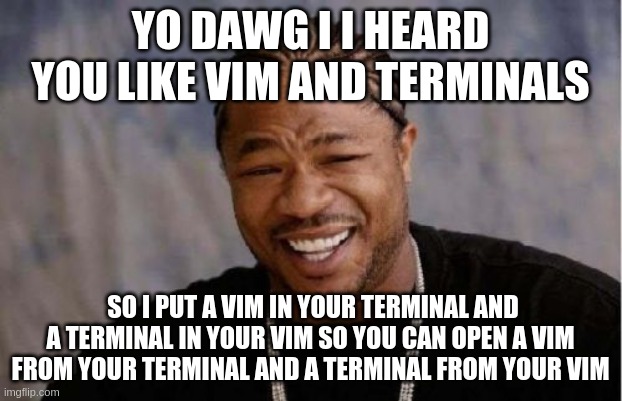 YO DAWG I I HEARD
YOU LIKE VIM AND TERMINALS
SO I PUT A VIM IN YOUR TERMINAL AND
A TERMINAL IN YOUR VIM SO YOU CAN OPEN A VIM
FROM YOUR TERMINAL AND A TERMINAL FROM YOUR VIM
imgflip.com